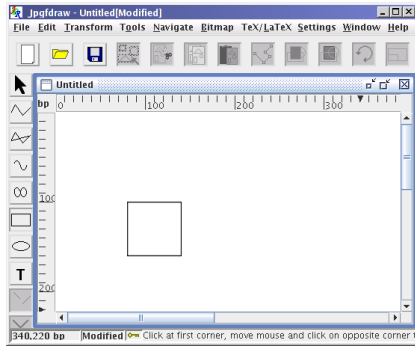 Jpgfdraw - Untitled[Modified]
File Edit Transform Tools Navigate Bitmap TeX/LaTeX Settings Window Help
Untitled
bp 0 100 200 300
100
T
200
340,220 bp Modified Click at first corner, move mouse and click on opposite corner